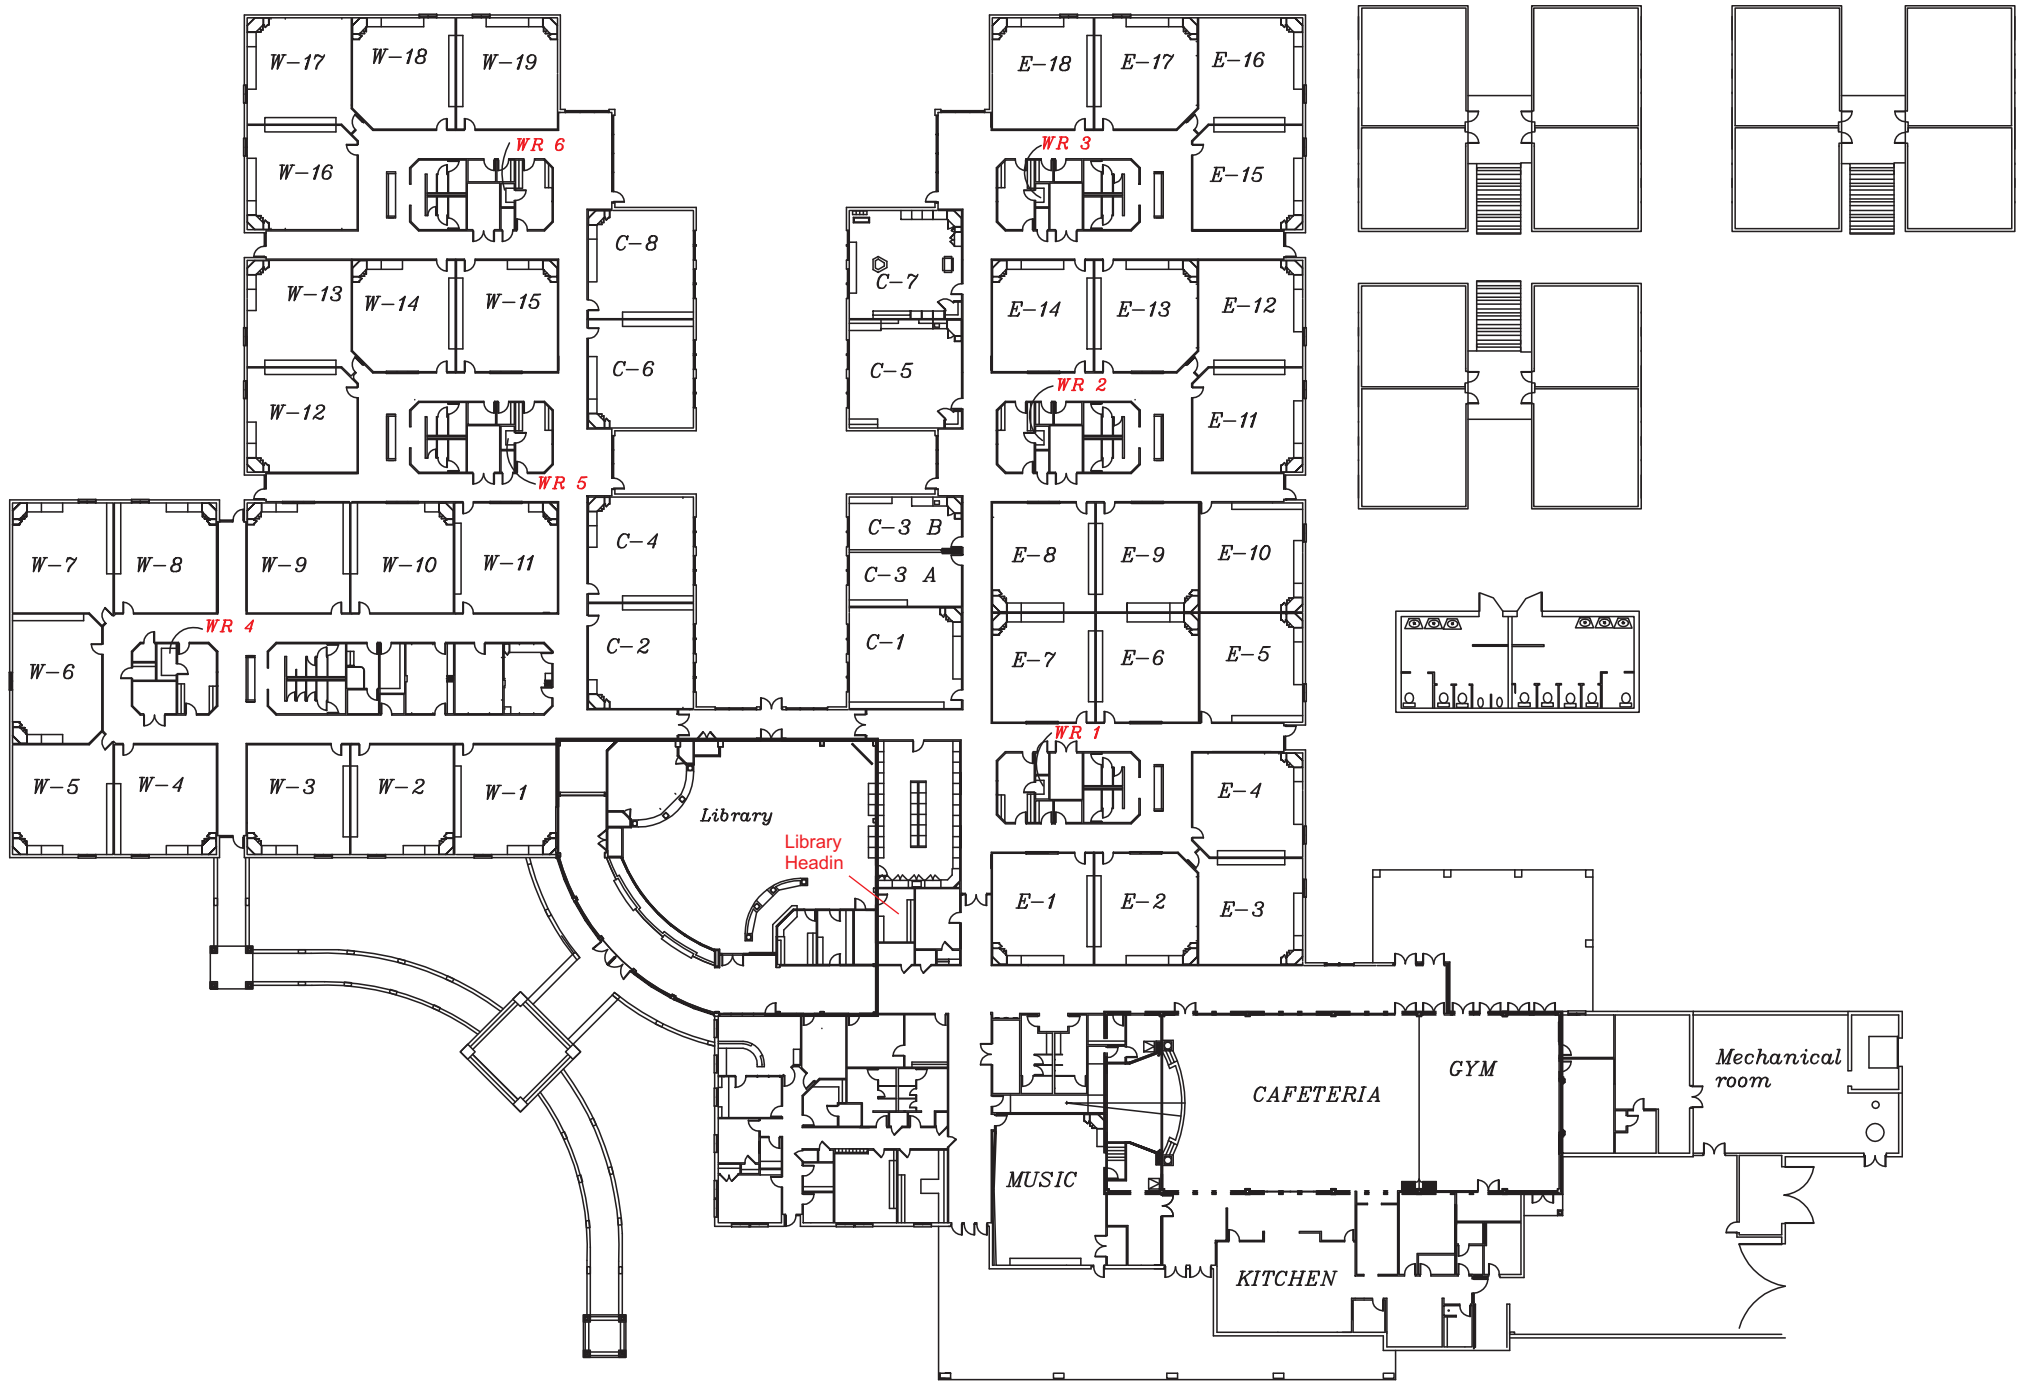 W-17
W-18
W-19
E-18
E-17
E-16
WR 6
WR 3
W-16
E-15
C-8
C-7
W-13
W-14
W-15
E-14
E-13
E-12
C-6
C-5
WR 2
W-12
E-11
WR 5
C-3 B
C-4
W-7
W-8
W-9
W-10
W-11
C-3 A
E-8
E-9
E-10
WR 4
C-2
C-1
W-6
E-7
E-6
E-5
WR 1
W-5
W-4
W-3
W-2
W-1
Library
E-4
Library
Headin
E-1
E-2
E-3
GYM
Mechanical
room
CAFETERIA
MUSIC
KITCHEN